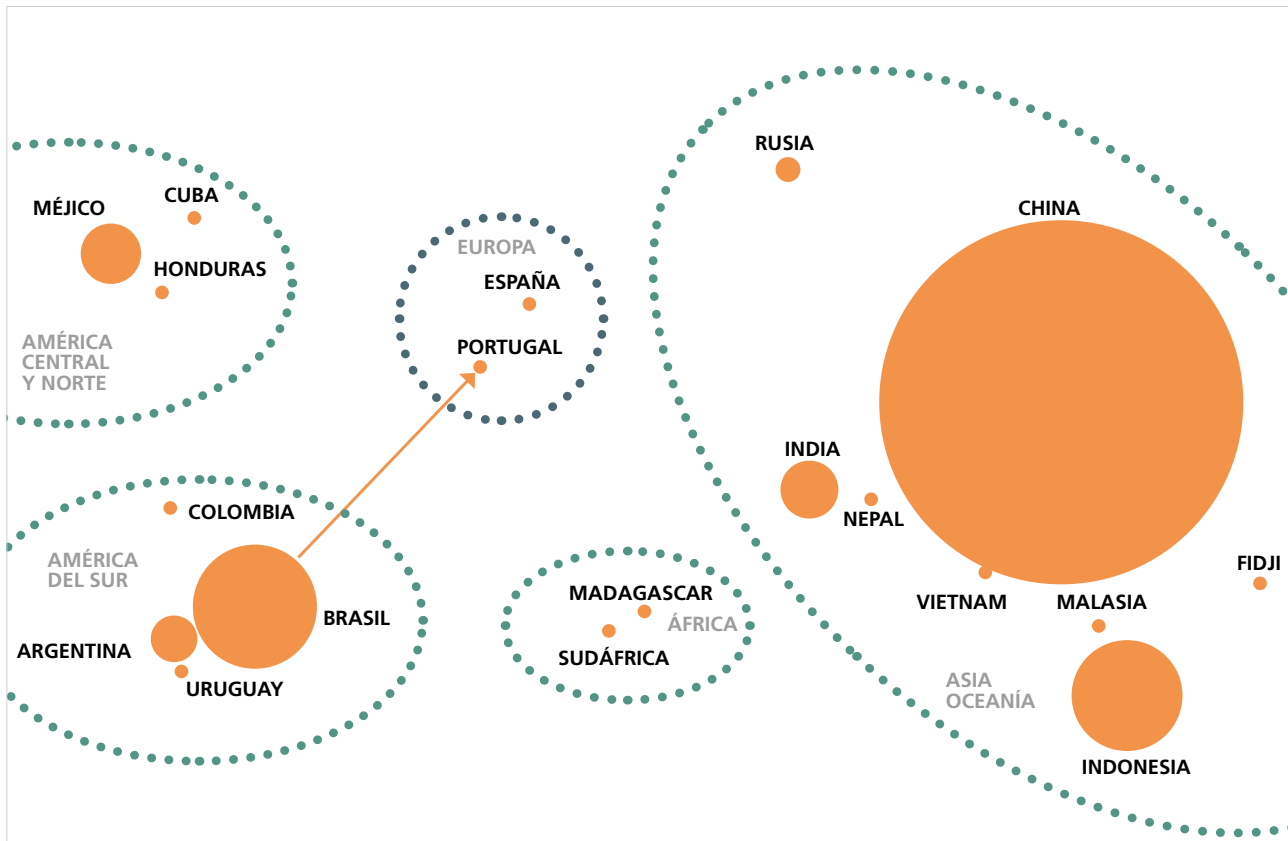 RUSIA
CHINA
CUBA
MÉJICO
HONDURAS
AMÉRICA
CENTRAL
Y NORTE
EUROPA
ESPAÑA
PORTUGAL
INDIA
NEPAL
COLOMBIA
AMÉRICA
DEL SUR
BRASIL
ARGENTINA
URUGUAY
MADAGASCAR
ÁFRICA
SUDÁFRICA
FIDJI
VIETNAM
MALASIA
ASIA
OCEANÍA
INDONESIA